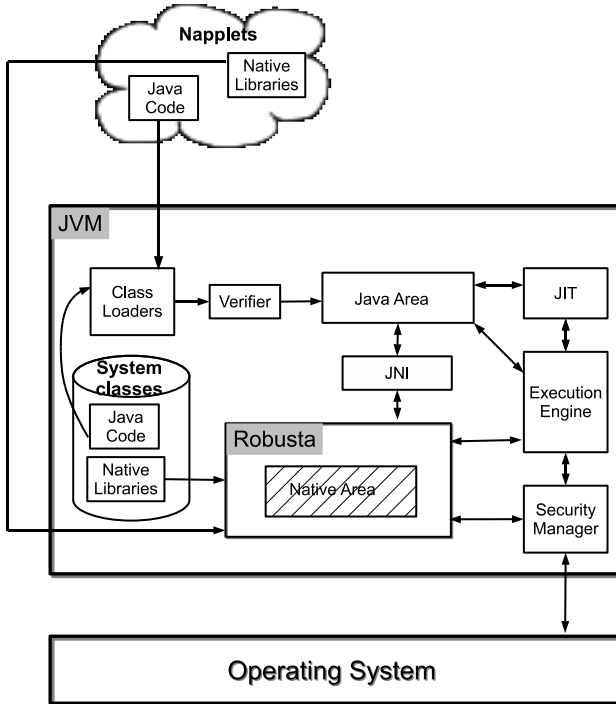 Napplets
Native
Libraries
Java
Code
JVM
Class
Loaders
Verifier
Java Area
JIT
JNI
Execution
Engine
System
classes
Java
Code
Native
Libraries
Robusta
Native Area
Security
Manager
Operating System